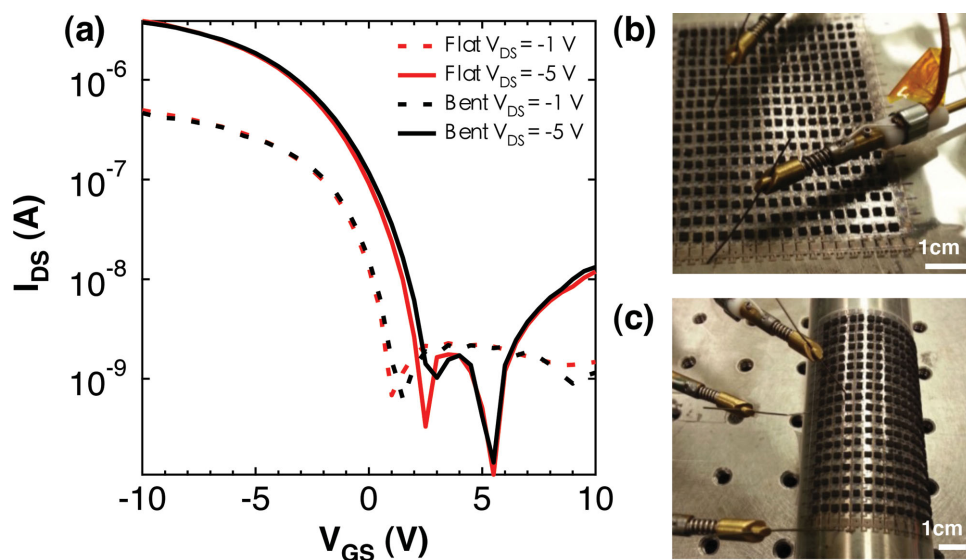 (a)
Flat V_DS = -1 V
Flat V_DS = -5 V
Bent V_DS = -1 V
Bent V_DS = -5 V
10^-6
10^-7
10^-8
10^-9
I_DS (A)
-10
-5
0
5
10
V_GS (V)
(b)
1cm
(c)
1cm